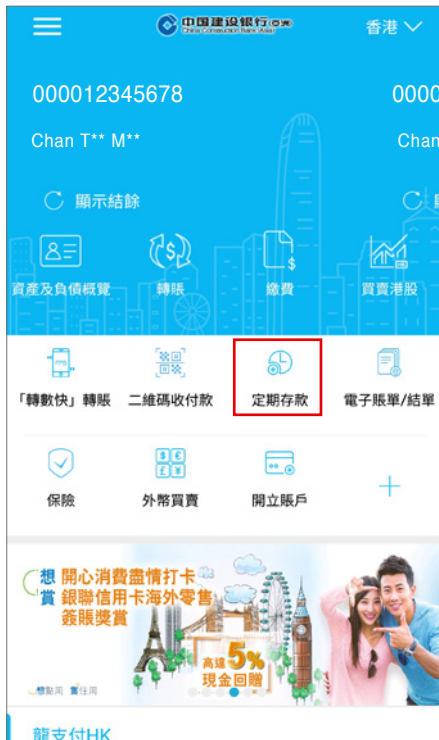 中国建设银行(亞洲)
China Construction Bank (Asia)
香港
000012345678
0000
Chan T** M**
Chan
顯示結餘
資產及負債概覽
轉賬
繳費
買賣港股
「轉數快」轉賬
二維碼收付款
定期存款
電子賬單/結單
保險
外幣買賣
開立賬戶
想賞
開心消費盡情打卡
銀聯信用卡海外零售
簽賬獎賞
高達5%
現金回贈
龍支付HK